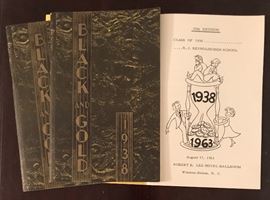 BLACK AND GOLD
1938
BLACK AND GOLD
25th REUNION
CLASS OF 1938
R. J. REYNOLDS HIGH SCHOOL
1938
1963
August 17, 1963
ROBERT E. LEE HOTEL BALLROOM
Winston-Salem, N. C.